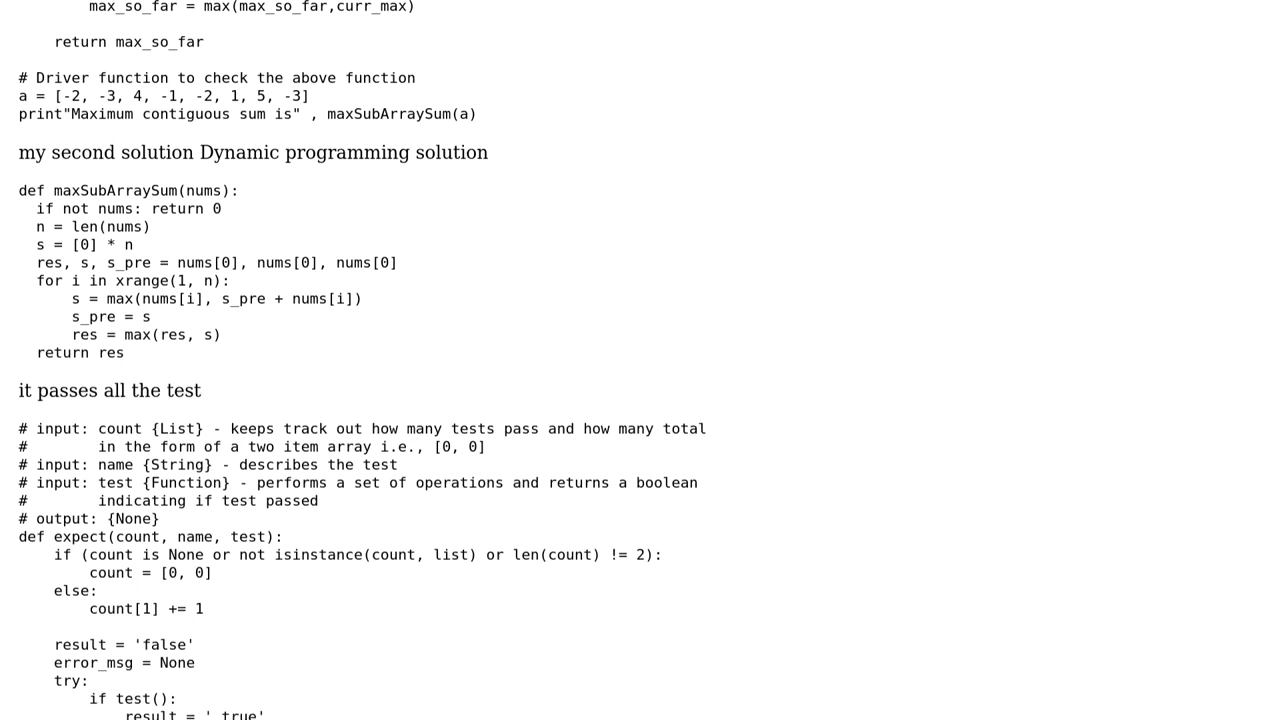 max_so_far = max(max_so_far,curr_max)

    return max_so_far

# Driver function to check the above function
a = [-2, -3, 4, -1, -2, 1, 5, -3]
print"Maximum contiguous sum is" , maxSubArraySum(a)
my second solution Dynamic programming solution
def maxSubArraySum(nums):
  if not nums: return 0
  n = len(nums)
  s = [0] * n
  res, s, s_pre = nums[0], nums[0], nums[0]
  for i in xrange(1, n):
      s = max(nums[i], s_pre + nums[i])
      s_pre = s
      res = max(res, s)
  return res
it passes all the test
# input: count {List} - keeps track out how many tests pass and how many total
#        in the form of a two item array i.e., [0, 0]
# input: name {String} - describes the test
# input: test {Function} - performs a set of operations and returns a boolean
#        indicating if test passed
# output: {None}
def expect(count, name, test):
    if (count is None or not isinstance(count, list) or len(count) != 2):
        count = [0, 0]
    else:
        count[1] += 1

    result = 'false'
    error_msg = None
    try:
        if test():
            result = ' true'